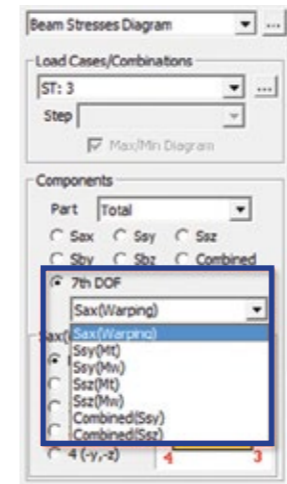 Beam Stresses Diagram ...
Load Cases/Combinations
ST: 3 ...
Step
Max/Min Diagram
Components
Part Total
Sax Ssy Ssz
Sby Sbz Combined
7th DOF
Sax(Warping)
Sax(Warping)
Ssy(Mt)
Ssy(Mw)
Ssz(Mt)
Ssz(Mw)
Combined(Ssy)
Combined(Ssz)
4 (-y,-z) 4 3